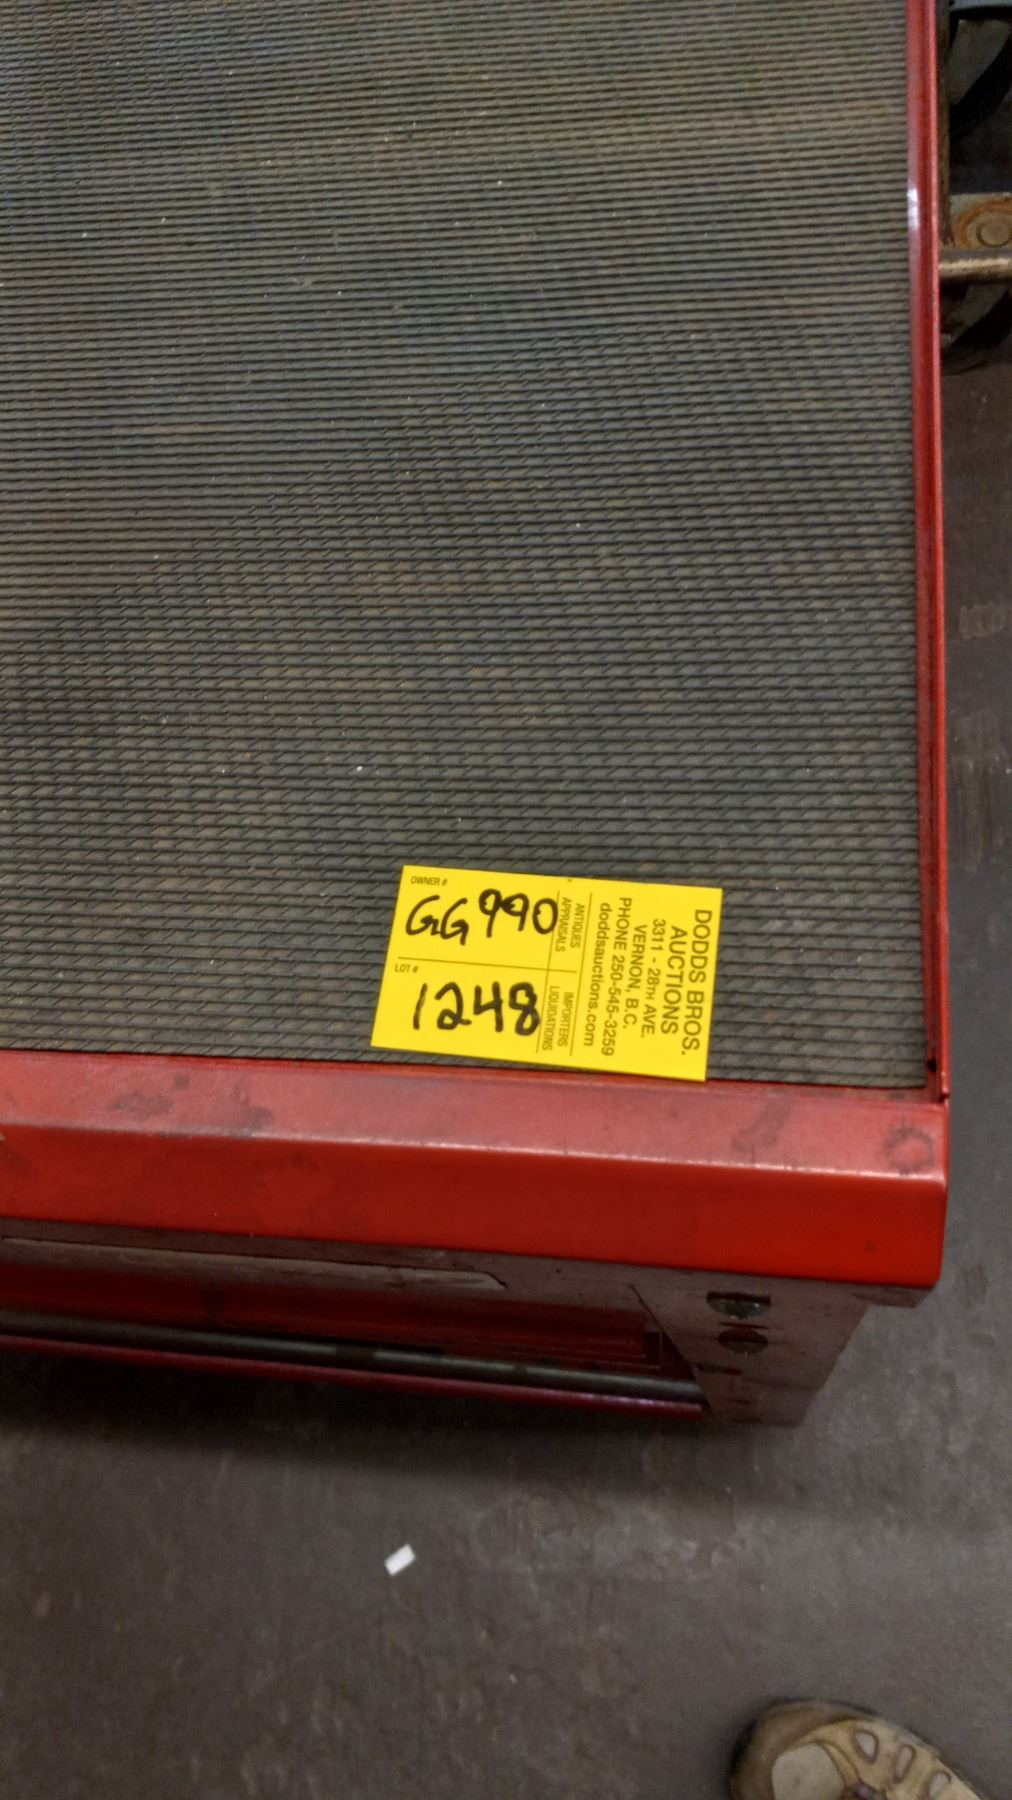 OWNER #
GG990
LOT #
1248
ANTIQUES
APPRAISALS
IMPORTERS
LIQUIDATIONS
DODDS BROS.
AUCTIONS
3311 - 28TH AVE.
VERNON, B.C.
PHONE 250-545-3259
doddsauctions.com